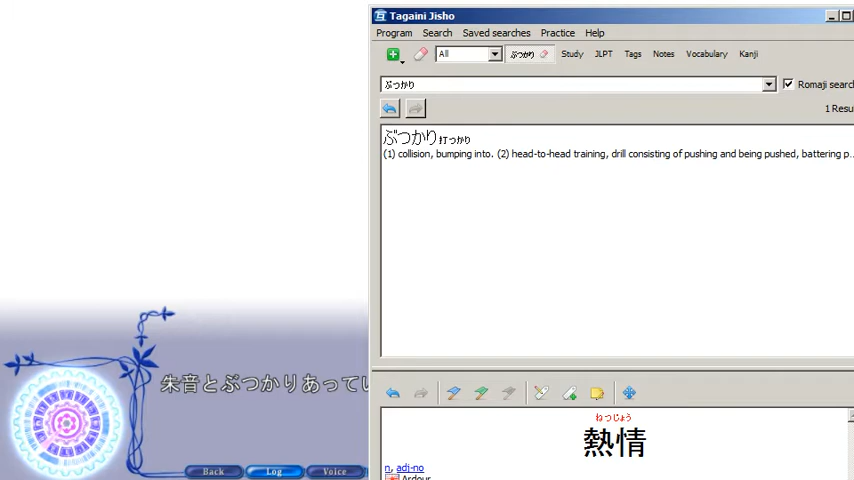 Tagaini Jisho
Program Search Saved searches Practice Help
All ぶつかり Study JLPT Tags Notes Vocabulary Kanji
ぶつかり Romaji searc
1 Resu
ぶつかり 打つかり
(1) collision, bumping into. (2) head-to-head training, drill consisting of pushing and being pushed, battering p...
朱音とぶつかりあってい
Back Log Voice
ねつじょう
熱情
n, adj-no
Ardour